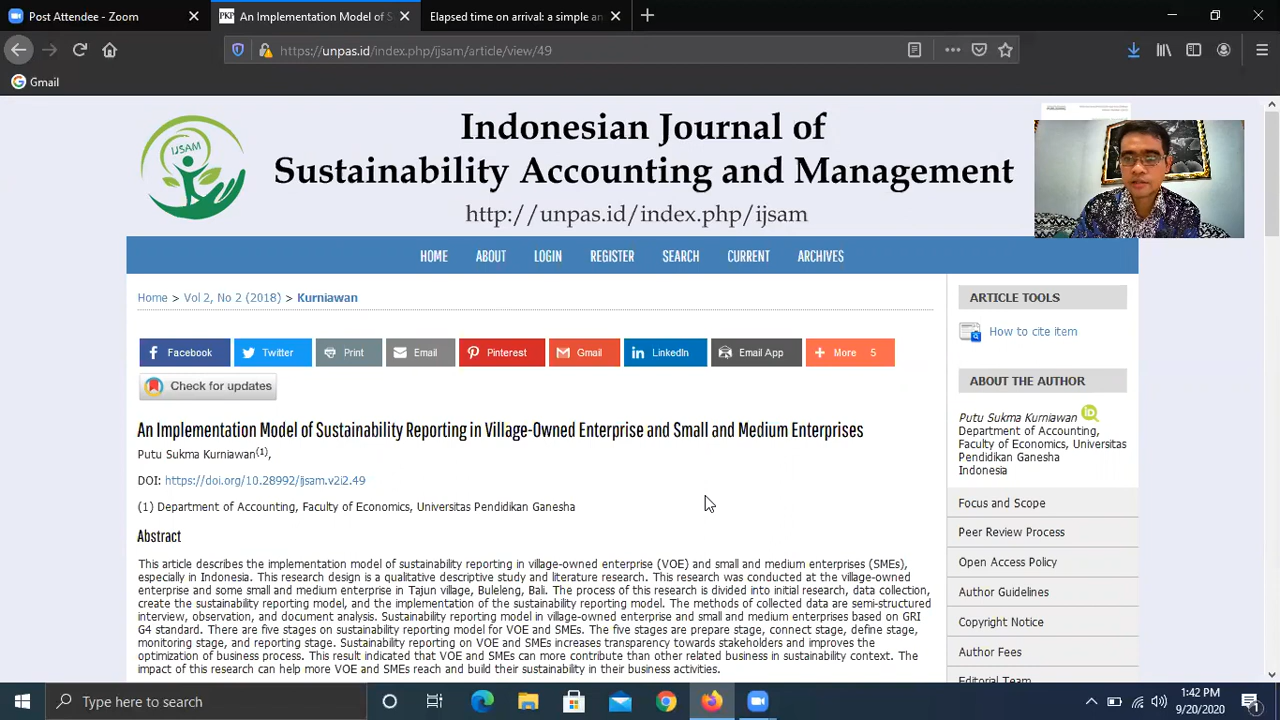 Post Attendee - Zoom
An Implementation Model of S
Elapsed time on arrival: a simple an
https://unpas.id/index.php/ijsam/article/view/49
Gmail
IJSAM
Indonesian Journal of
Sustainability Accounting and Management
http://unpas.id/index.php/ijsam
HOME ABOUT LOGIN REGISTER SEARCH CURRENT ARCHIVES
Home > Vol 2, No 2 (2018) > Kurniawan
Facebook Twitter Print Email Pinterest Gmail LinkedIn Email App More 5
Check for updates
An Implementation Model of Sustainability Reporting in Village-Owned Enterprise and Small and Medium Enterprises
Putu Sukma Kurniawan(1),
DOI: https://doi.org/10.28992/ijsam.v2i2.49
(1) Department of Accounting, Faculty of Economics, Universitas Pendidikan Ganesha
Abstract
This article describes the implementation model of sustainability reporting in village-owned enterprise (VOE) and small and medium enterprises (SMEs),
especially in Indonesia. This research design is a qualitative descriptive study and literature research. This research was conducted at the village-owned
enterprise and some small and medium enterprise in Tajun village, Buleleng, Bali. The process of this research is divided into initial research, data collection,
create the sustainability reporting model, and the implementation of the sustainability reporting model. The methods of collected data are semi-structured
interview, observation, and document analysis. Sustainability reporting model in village-owned enterprise and small and medium enterprises based on GRI
G4 standard. There are five stages on sustainability reporting model for VOE and SMEs. The five stages are prepare stage, connect stage, define stage,
monitoring stage, and reporting stage. Sustainability reporting on VOE and SMEs increases transparency towards stakeholders and improves the
optimization of business process. This result indicated that VOE and SMEs can more contribute than other related business in sustainability context. The
impact of this research can help more VOE and SMEs reach and build their sustainability in their business activities.
ARTICLE TOOLS
How to cite item
ABOUT THE AUTHOR
Putu Sukma Kurniawan iD
Department of Accounting,
Faculty of Economics, Universitas
Pendidikan Ganesha
Indonesia
Focus and Scope
Peer Review Process
Open Access Policy
Author Guidelines
Copyright Notice
Author Fees
Editorial Team
Type here to search
1:42 PM
9/20/2020
1